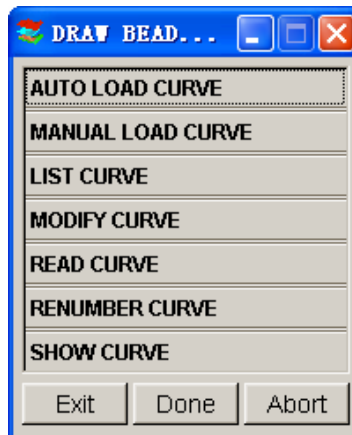 DRAW BEAD...
AUTO LOAD CURVE
MANUAL LOAD CURVE
LIST CURVE
MODIFY CURVE
READ CURVE
RENUMBER CURVE
SHOW CURVE
Exit Done Abort